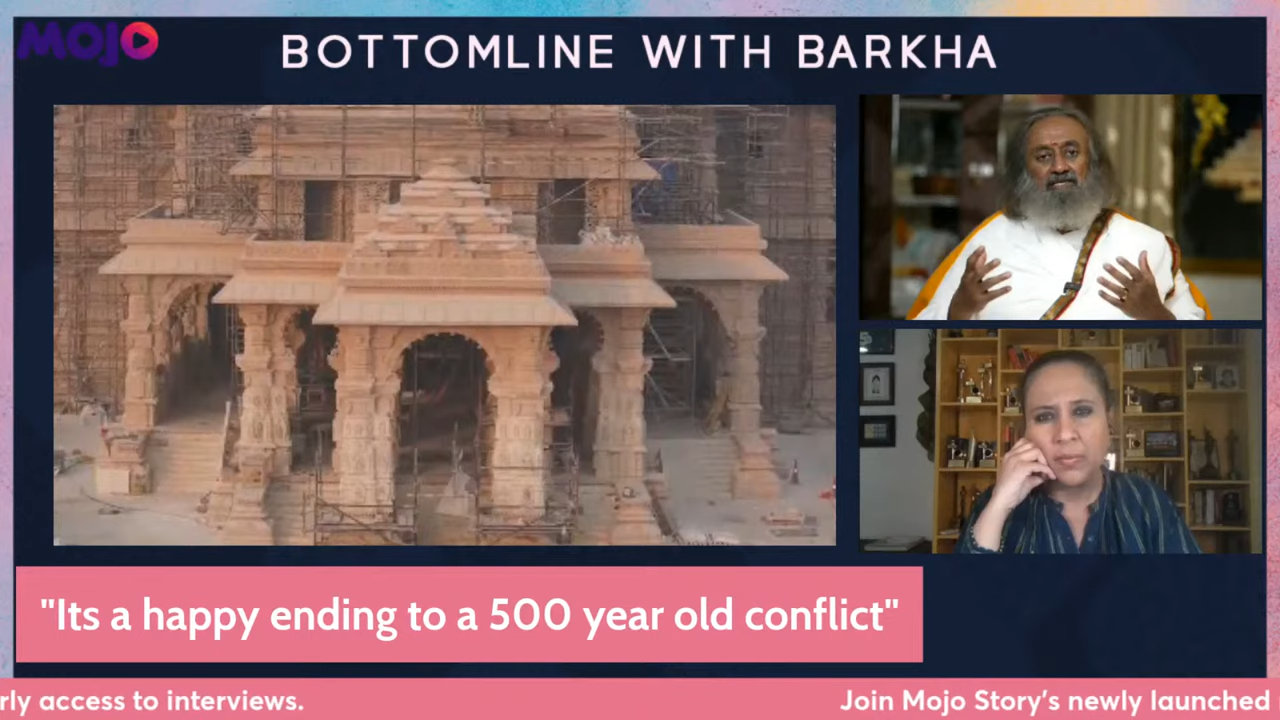 MOJO
BOTTOMLINE WITH BARKHA
"Its a happy ending to a 500 year old conflict"
rly access to interviews. Join Mojo Story's newly launched